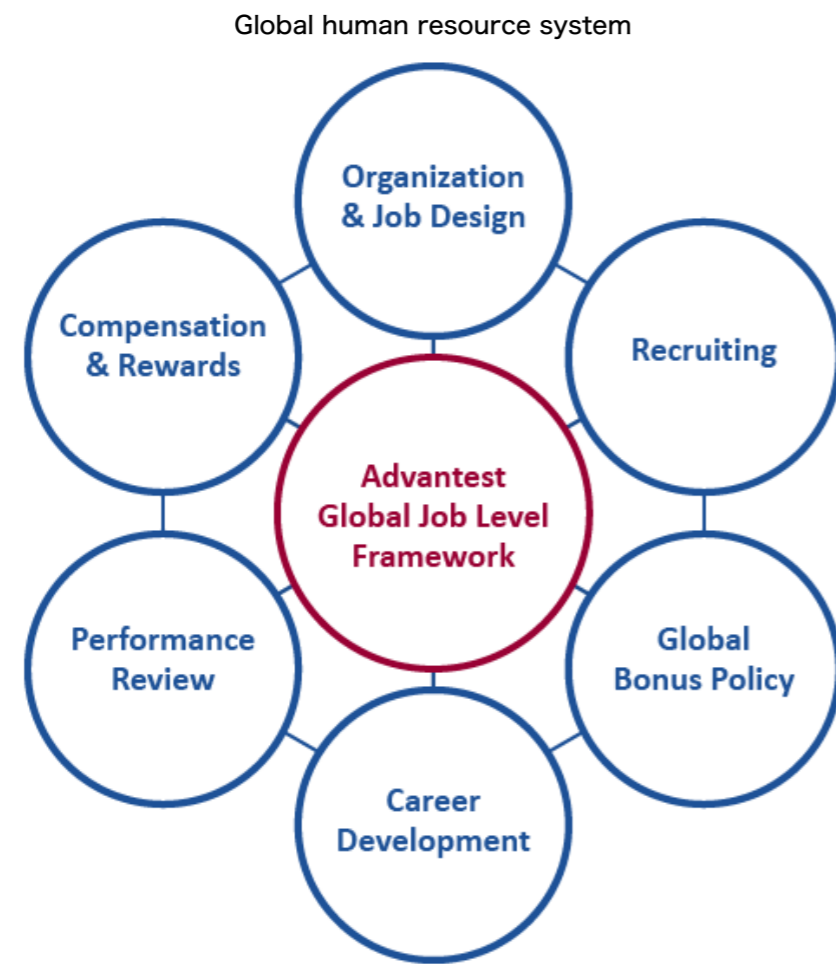 Global human resource system
Organization
& Job Design
Compensation
& Rewards
Recruiting
Advantest
Global Job Level
Framework
Performance
Review
Global
Bonus Policy
Career
Development